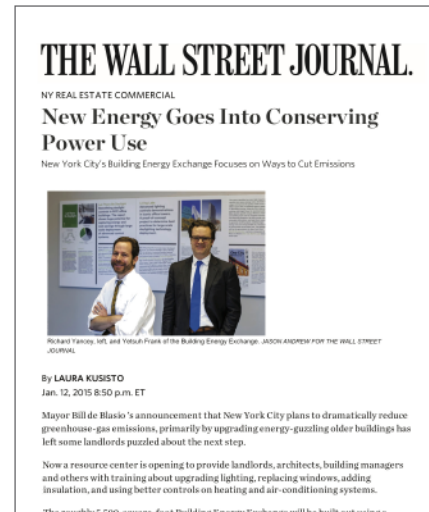 THE WALL STREET JOURNAL.
NY REAL ESTATE COMMERCIAL
New Energy Goes Into Conserving
Power Use
New York City's Building Energy Exchange Focuses on Ways to Cut Emissions
Richard Yancey, left, and Yetsuh Frank of the Building Energy Exchange. JASON ANDREW FOR THE WALL STREET
JOURNAL
By LAURA KUSISTO
Jan. 12, 2015 8:50 p.m. ET
Mayor Bill de Blasio 's announcement that New York City plans to dramatically reduce
greenhouse-gas emissions, primarily by upgrading energy-guzzling older buildings has
left some landlords puzzled about the next step.
Now a resource center is opening to provide landlords, architects, building managers
and others with training about upgrading lighting, replacing windows, adding
insulation, and using better controls on heating and air-conditioning systems.